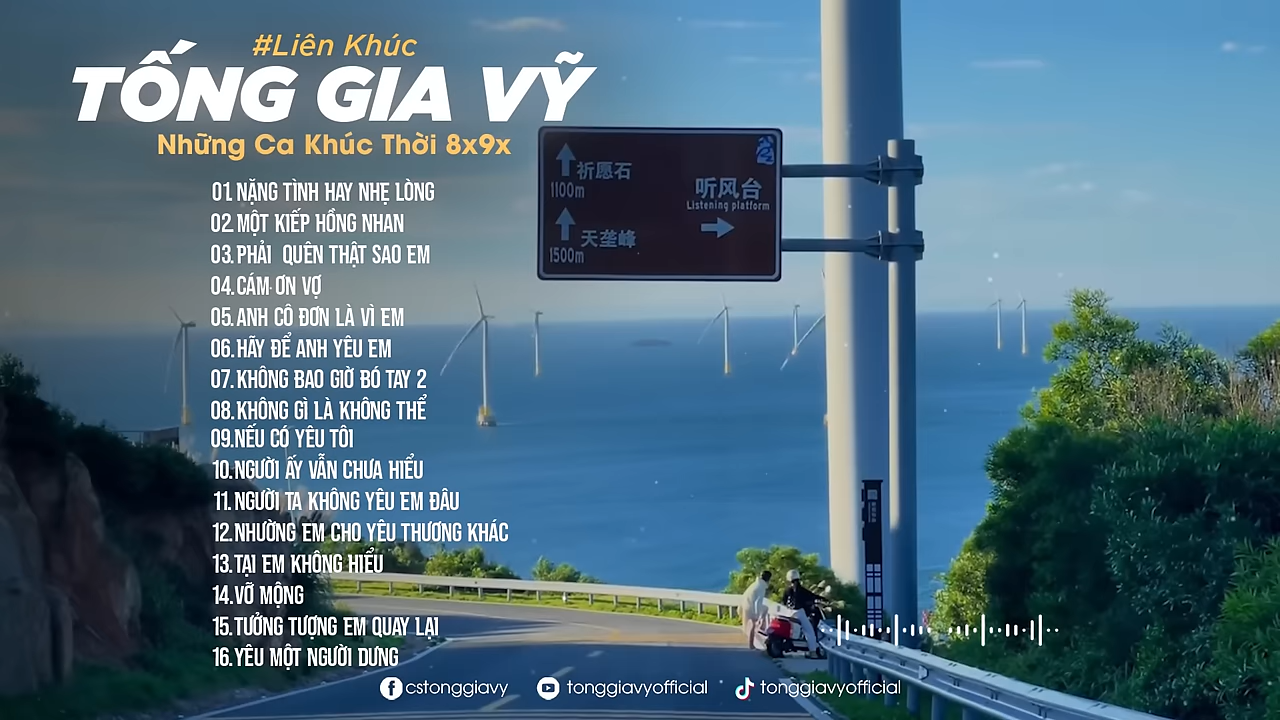 #Liên Khúc
TỐNG GIA VỸ
Những Ca Khúc Thời 8x9x
01.NẶNG TÌNH HAY NHẸ LÒNG
02.MỘT KIẾP HỒNG NHAN
03.PHẢI QUÊN THẬT SAO EM
04.CÁM ƠN VỢ
05.ANH CÔ ĐƠN LÀ VÌ EM
06.HÃY ĐỂ ANH YÊU EM
07.KHÔNG BAO GIỜ BÓ TAY 2
08.KHÔNG GÌ LÀ KHÔNG THỂ
09.NẾU CÓ YÊU TÔI
10.NGƯỜI ẤY VẪN CHƯA HIỂU
11.NGƯỜI TA KHÔNG YÊU EM ĐÂU
12.NHƯỜNG EM CHO YÊU THƯƠNG KHÁC
13.TẠI EM KHÔNG HIỂU
14.VỠ MỘNG
15.TƯỞNG TƯỢNG EM QUAY LẠI
16.YÊU MỘT NGƯỜI DƯNG
祈愿石
1100m
天垄峰
1500m
听风台
Listening platform
cstonggiavy tonggiavyofficial tonggiavyofficial